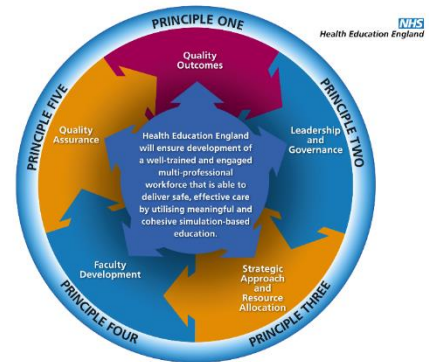 PRINCIPLE ONE
NHS
Health Education England
Quality
Outcomes
PRINCIPLE TWO
Leadership
and
Governance
PRINCIPLE THREE
Strategic
Approach
and
Resource
Allocation
PRINCIPLE FOUR
Faculty
Development
PRINCIPLE FIVE
Quality
Assurance
Health Education England
will ensure development of
a well-trained and engaged
multi-professional
workforce that is able to
deliver safe, effective care
by utilising meaningful and
cohesive simulation-based
education.